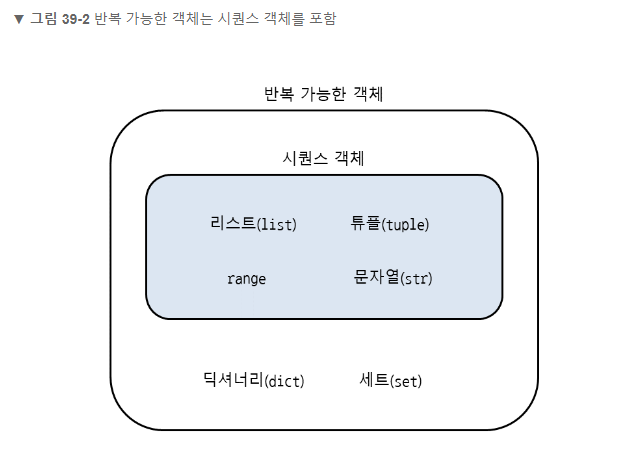 ▼ 그림 39-2 반복 가능한 객체는 시퀀스 객체를 포함
반복 가능한 객체
시퀀스 객체
리스트(list) 튜플(tuple)
range 문자열(str)
딕셔너리(dict) 세트(set)